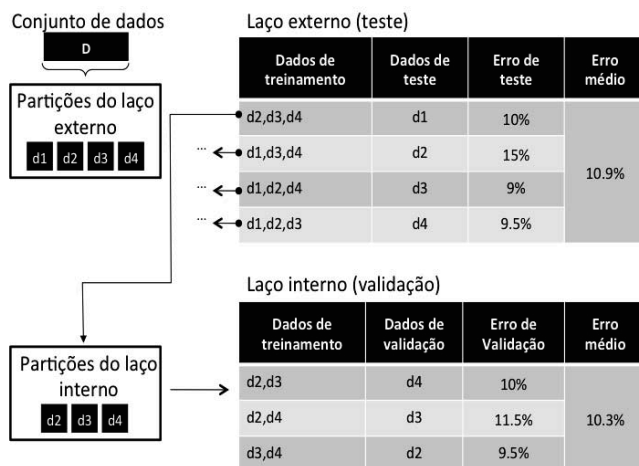 Conjunto de dados
D
Partições do laço
externo
d1 d2 d3 d4
Laço externo (teste)
Dados de treinamento Dados de teste Erro de teste Erro médio
d2,d3,d4 d1 10%
... d1,d3,d4 d2 15%
10.9%
... d1,d2,d4 d3 9%
... d1,d2,d3 d4 9.5%
Partições do laço
interno
d2 d3 d4
Laço interno (validação)
Dados de treinamento Dados de validação Erro de Validação Erro médio
d2,d3 d4 10%
d2,d4 d3 11.5% 10.3%
d3,d4 d2 9.5%